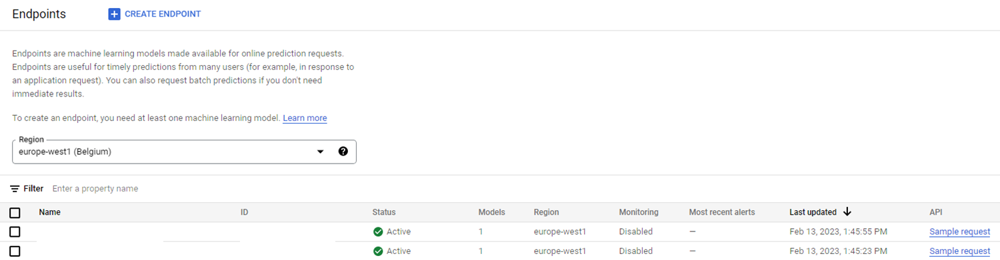 Endpoints CREATE ENDPOINT
Endpoints are machine learning models made available for online prediction requests.
Endpoints are useful for timely predictions from many users (for example, in response to
an application request). You can also request batch predictions if you don't need
immediate results.
To create an endpoint, you need at least one machine learning model. Learn more
Region
europe-west1 (Belgium)
Filter Enter a property name
Name ID Status Models Region Monitoring Most recent alerts Last updated API
Active 1 europe-west1 Disabled — Feb 13, 2023, 1:45:55 PM Sample request
Active 1 europe-west1 Disabled — Feb 13, 2023, 1:45:23 PM Sample request